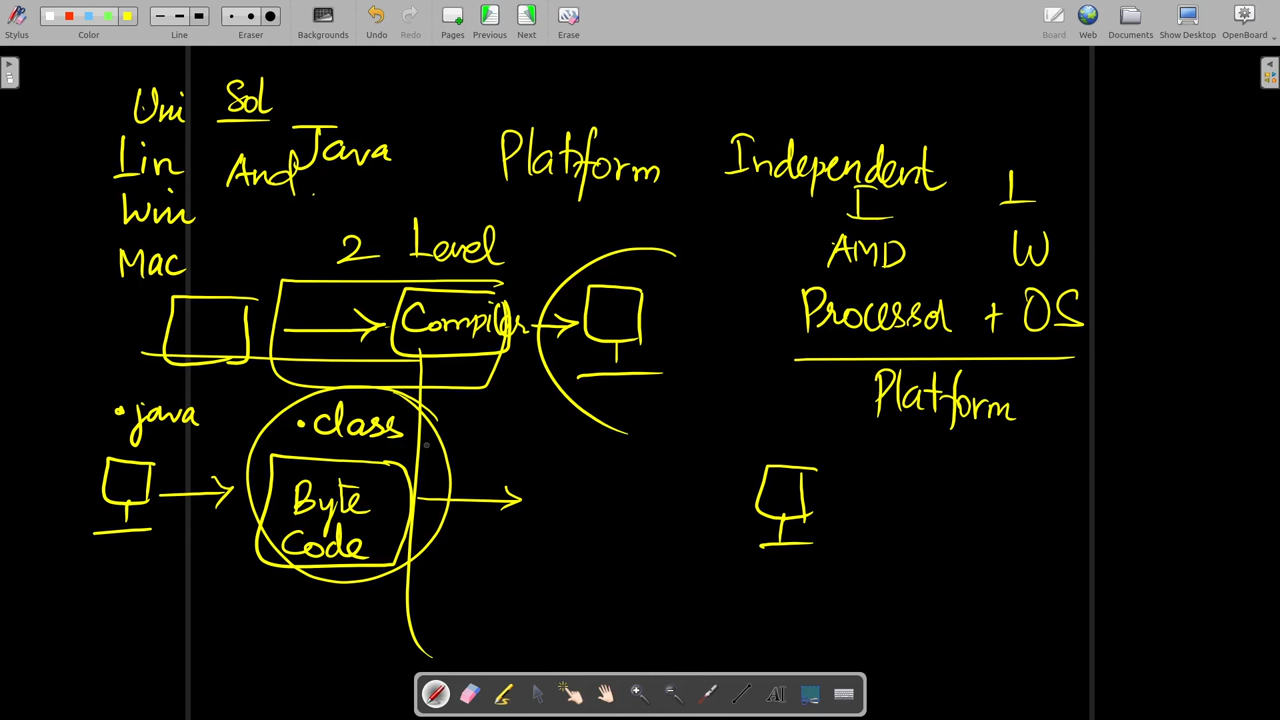 Stylus
Color
Line
Eraser
Backgrounds
Undo
Redo
Pages
Previous
Next
Erase
Board
Web
Documents
Show Desktop
OpenBoard
Uni Sol
Lin And Java Platform Independent
Win
Mac
I L
AMD W
2 Level
Compiler
Processor + OS
Platform
.java
.class
Byte
Code
AI